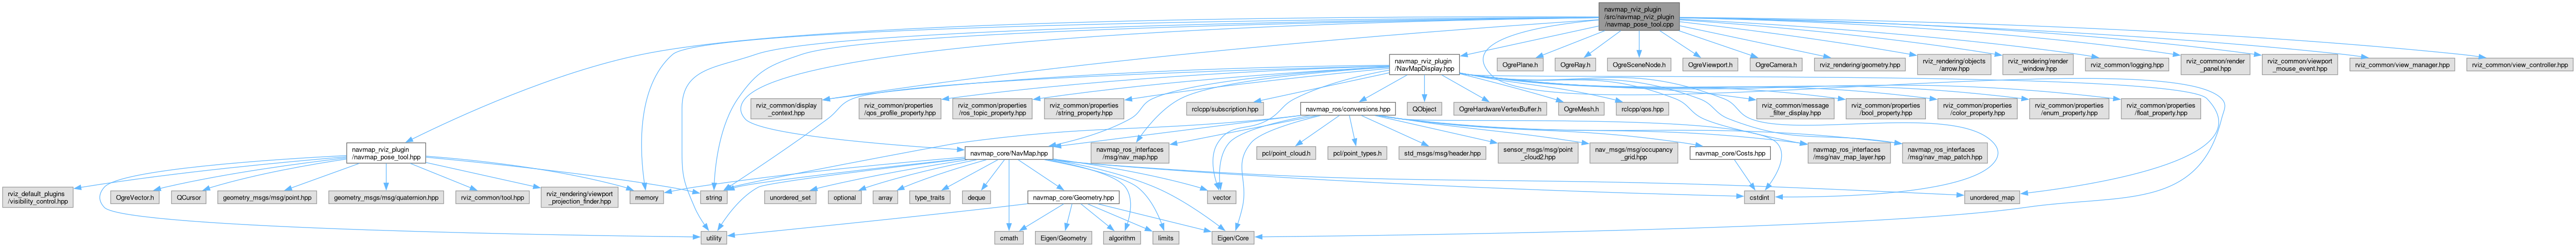 navmap_rviz_plugin
/src/navmap_rviz_plugin
/navmap_pose_tool.cpp
navmap_rviz_plugin
/NavMapDisplay.hpp
OgrePlane.h
OgreRay.h
OgreSceneNode.h
OgreViewport.h
OgreCamera.h
rviz_rendering/geometry.hpp
rviz_rendering/objects
/arrow.hpp
rviz_rendering/render
_window.hpp
rviz_common/logging.hpp
rviz_common/render
_panel.hpp
rviz_common/viewport
_mouse_event.hpp
rviz_common/view_manager.hpp
rviz_common/view_controller.hpp
rviz_common/display
_context.hpp
rviz_common/properties
/qos_profile_property.hpp
rviz_common/properties
/ros_topic_property.hpp
rviz_common/properties
/string_property.hpp
rclcpp/subscription.hpp
navmap_ros/conversions.hpp
QObject
OgreHardwareVertexBuffer.h
OgreMesh.h
rclcpp/qos.hpp
rviz_common/message
_filter_display.hpp
rviz_common/properties
/bool_property.hpp
rviz_common/properties
/color_property.hpp
rviz_common/properties
/enum_property.hpp
rviz_common/properties
/float_property.hpp
navmap_rviz_plugin
/navmap_pose_tool.hpp
navmap_core/NavMap.hpp
navmap_ros_interfaces
/msg/nav_map.hpp
pcl/point_cloud.h
pcl/point_types.h
std_msgs/msg/header.hpp
sensor_msgs/msg/point
_cloud2.hpp
nav_msgs/msg/occupancy
_grid.hpp
navmap_core/Costs.hpp
navmap_ros_interfaces
/msg/nav_map_layer.hpp
navmap_ros_interfaces
/msg/nav_map_patch.hpp
rviz_default_plugins
/visibility_control.hpp
OgreVector.h
QCursor
geometry_msgs/msg/point.hpp
geometry_msgs/msg/quaternion.hpp
rviz_common/tool.hpp
rviz_rendering/viewport
_projection_finder.hpp
memory
string
unordered_set
optional
array
type_traits
deque
navmap_core/Geometry.hpp
vector
cstdint
unordered_map
utility
cmath
Eigen/Geometry
algorithm
limits
Eigen/Core